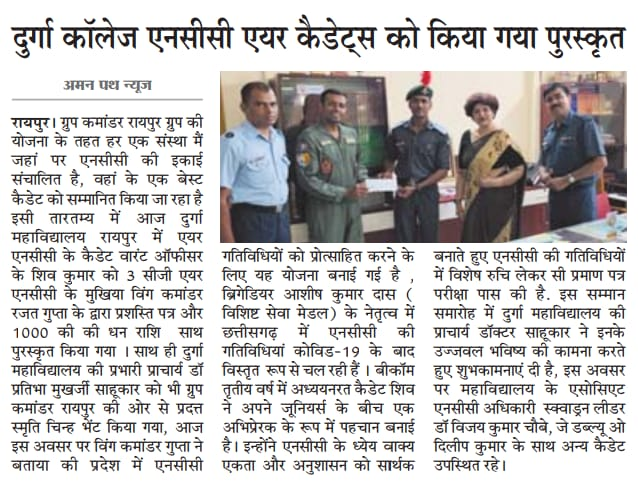 दुर्गा कॉलेज एनसीसी एयर कैडेट्स को किया गया पुरस्कृत
अमन पथ न्यूज
रायपुर। ग्रुप कमांडर रायपुर ग्रुप की
योजना के तहत हर एक संस्था मैं
जहां पर एनसीसी की इकाई
संचालित है, वहां के एक बेस्ट
कैडेट को सम्मानित किया जा रहा है
इसी तारतम्य में आज दुर्गा
महाविद्यालय रायपुर में एयर
एनसीसी के कैडेट वारंट ऑफीसर
के शिव कुमार को 3 सीजी एयर
एनसीसी के मुखिया विंग कमांडर
रजत गुप्ता के द्वारा प्रशस्ति पत्र और
1000 की की धन राशि साथ
पुरस्कृत किया गया । साथ ही दुर्गा
महाविद्यालय की प्रभारी प्राचार्य डॉ
प्रतिभा मुखर्जी साहूकार को भी ग्रुप
कमांडर रायपुर की ओर से प्रदत्त
स्मृति चिन्ह भेंट किया गया, आज
इस अवसर पर विंग कमांडर गुप्ता ने
बताया की प्रदेश में एनसीसी
गतिविधियों को प्रोत्साहित करने के
लिए यह योजना बनाई गई है ,
ब्रिगेडियर आशीष कुमार दास (
विशिष्ट सेवा मेडल) के नेतृत्व में
छत्तीसगढ़ में एनसीसी की
गतिविधियां कोविड-19 के बाद
विस्तृत रूप से चल रही हैं । बीकॉम
तृतीय वर्ष में अध्ययनरत कैडेट शिव
ने अपने जूनियर्स के बीच एक
अभिप्रेरक के रूप में पहचान बनाई
है। इन्होंने एनसीसी के ध्येय वाक्य
एकता और अनुशासन को सार्थक
बनाते हुए एनसीसी की गतिविधियों
में विशेष रुचि लेकर सी प्रमाण पत्र
परीक्षा पास की है. इस सम्मान
समारोह में दुर्गा महाविद्यालय की
प्राचार्य डॉक्टर साहूकार ने इनके
उज्जवल भविष्य की कामना करते
हुए शुभकामनाएं दी है, इस अवसर
पर महाविद्यालय के एसोसिएट
एनसीसी अधिकारी स्क्वाड्रन लीडर
डॉ विजय कुमार चौबे, जे डब्ल्यू ओ
दिलीप कुमार के साथ अन्य कैडेट
उपस्थित रहे।